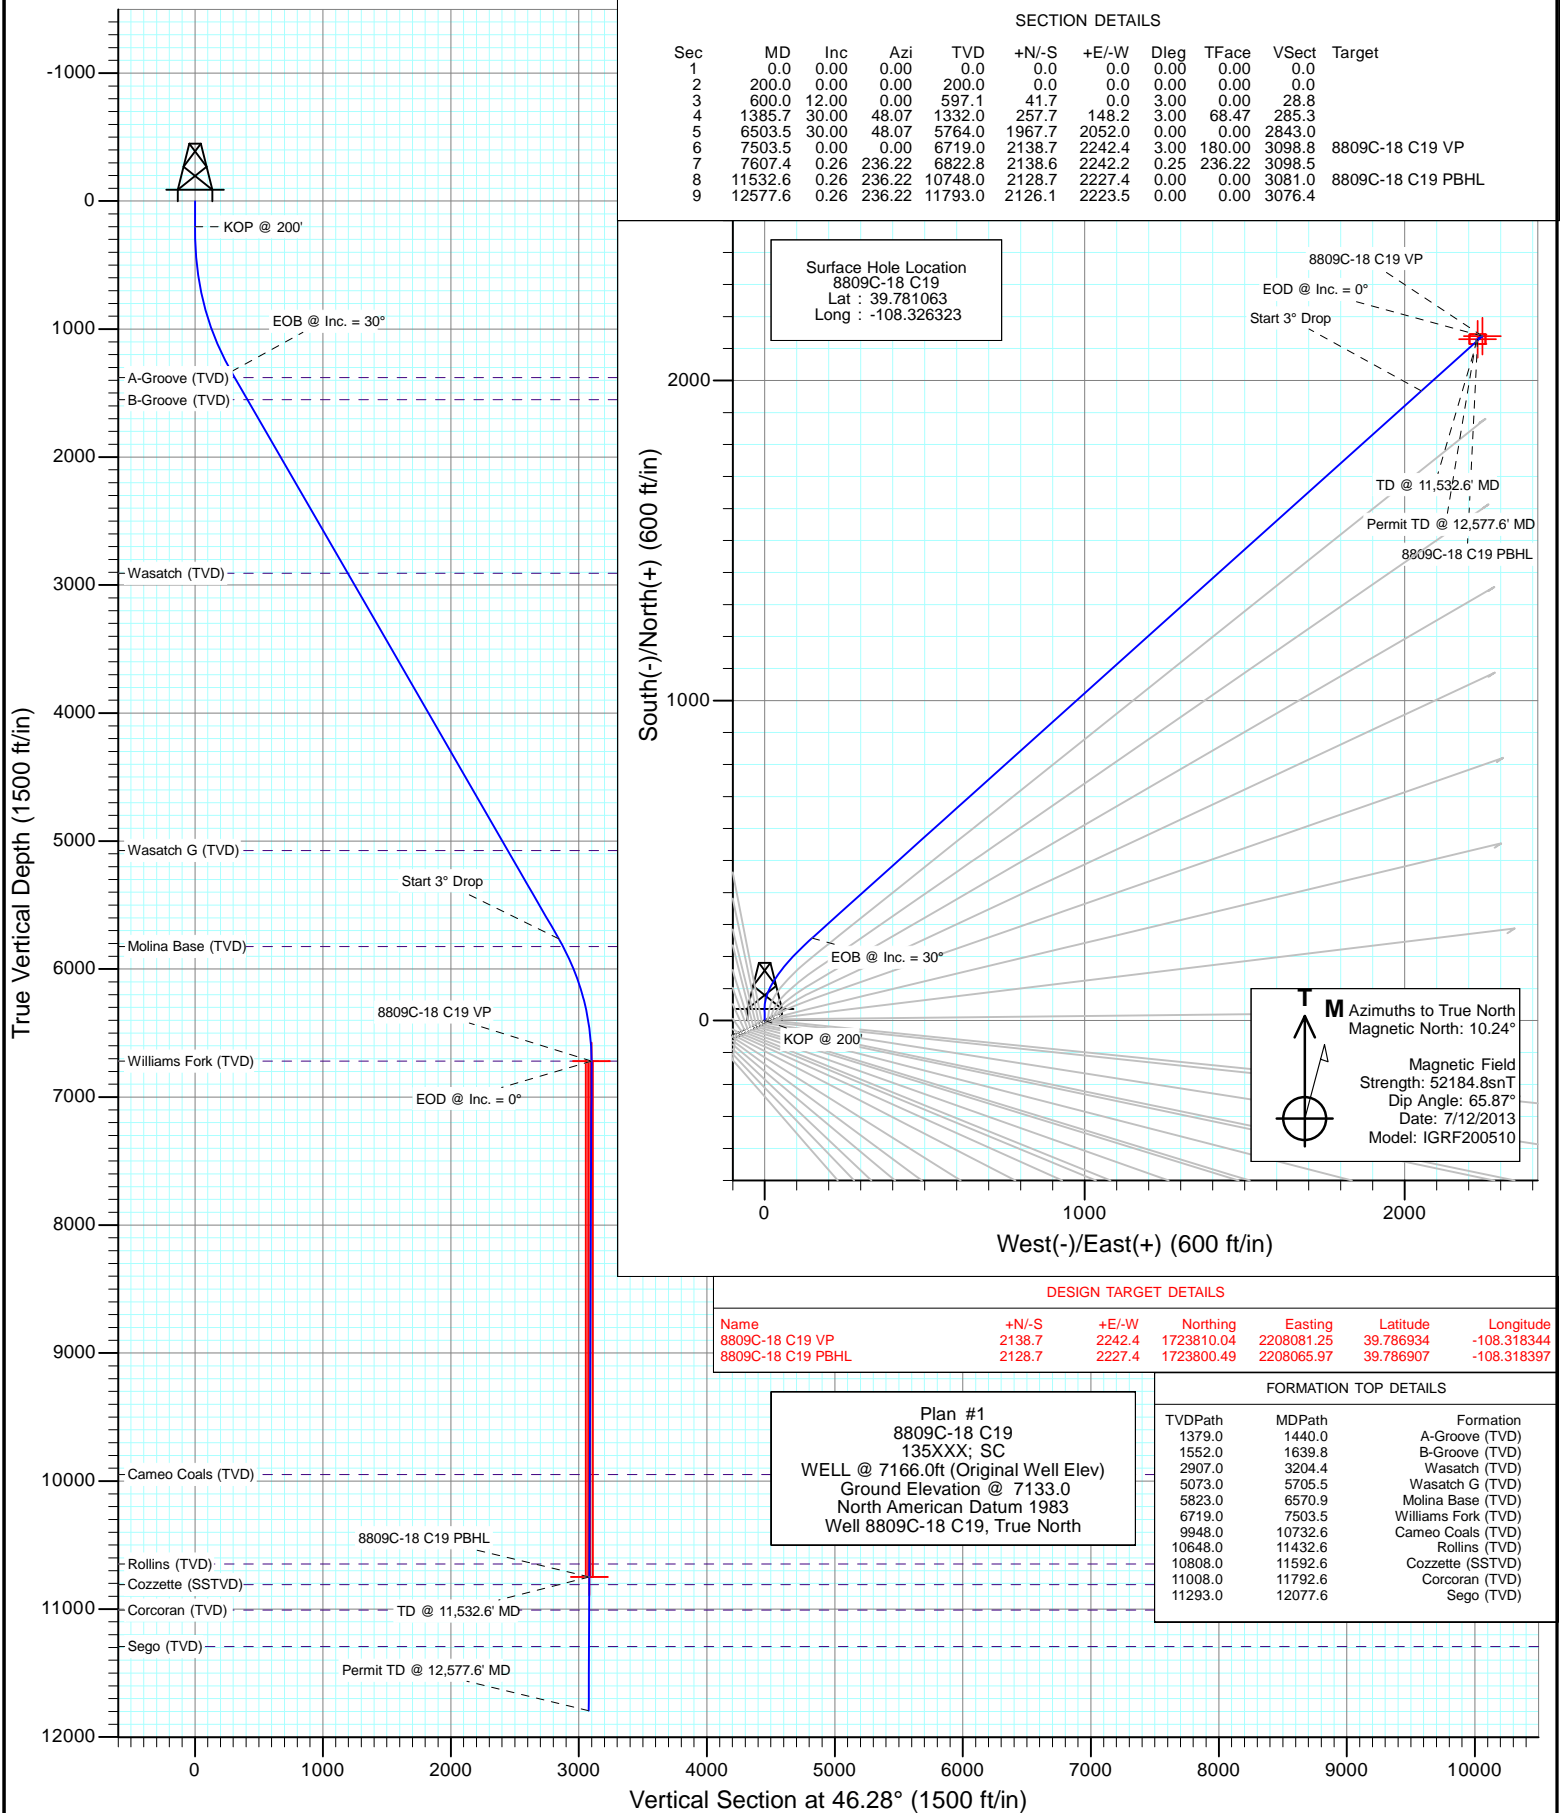 SECTION DETAILS
Sec MD Inc Azi TVD +N/-S +E/-W Dleg TFace VSect Target
1 0.0 0.00 0.00 0.0 0.0 0.0 0.00 0.00 0.0
2 200.0 0.00 0.00 200.0 0.0 0.0 0.00 0.00 0.0
3 600.0 12.00 0.00 597.1 41.7 0.0 3.00 0.00 28.8
4 1385.7 30.00 48.07 1332.0 257.7 148.2 3.00 68.47 285.3
5 6503.5 30.00 48.07 5764.0 1967.7 2052.0 0.00 0.00 2843.0
6 7503.5 0.00 0.00 6719.0 2138.7 2242.4 3.00 180.00 3098.8 8809C-18 C19 VP
7 7607.4 0.26 236.22 6822.8 2138.6 2242.2 0.25 236.22 3098.5
8 11532.6 0.26 236.22 10748.0 2128.7 2227.4 0.00 0.00 3081.0 8809C-18 C19 PBHL
9 12577.6 0.26 236.22 11793.0 2126.1 2223.5 0.00 0.00 3076.4
True Vertical Depth (1500 ft/in)
-1000
0
1000
2000
3000
4000
5000
6000
7000
8000
9000
10000
11000
12000
KOP @ 200'
EOB @ Inc. = 30°
A-Groove (TVD)
B-Groove (TVD)
Wasatch (TVD)
Wasatch G (TVD)
Start 3° Drop
Molina Base (TVD)
8809C-18 C19 VP
Williams Fork (TVD)
EOD @ Inc. = 0°
Cameo Coals (TVD)
8809C-18 C19 PBHL
Rollins (TVD)
Cozzette (SSTVD)
Corcoran (TVD)
TD @ 11,532.6' MD
Sego (TVD)
Permit TD @ 12,577.6' MD
0 1000 2000 3000 4000 5000 6000 7000 8000 9000 10000
Vertical Section at 46.28° (1500 ft/in)
Surface Hole Location
8809C-18 C19
Lat : 39.781063
Long : -108.326323
8809C-18 C19 VP
EOD @ Inc. = 0°
Start 3° Drop
TD @ 11,532.6' MD
Permit TD @ 12,577.6' MD
8809C-18 C19 PBHL
EOB @ Inc. = 30°
KOP @ 200'
South(-)/North(+) (600 ft/in)
2000
1000
0
0 1000 2000
West(-)/East(+) (600 ft/in)
T
M
Azimuths to True North
Magnetic North: 10.24°
Magnetic Field
Strength: 52184.8snT
Dip Angle: 65.87°
Date: 7/12/2013
Model: IGRF200510
DESIGN TARGET DETAILS
Name +N/-S +E/-W Northing Easting Latitude Longitude
8809C-18 C19 VP 2138.7 2242.4 1723810.04 2208081.25 39.786934 -108.318344
8809C-18 C19 PBHL 2128.7 2227.4 1723800.49 2208065.97 39.786907 -108.318397
Plan #1
8809C-18 C19
135XXX; SC
WELL @ 7166.0ft (Original Well Elev)
Ground Elevation @ 7133.0
North American Datum 1983
Well 8809C-18 C19, True North
FORMATION TOP DETAILS
TVDPath MDPath Formation
1379.0 1440.0 A-Groove (TVD)
1552.0 1639.8 B-Groove (TVD)
2907.0 3204.4 Wasatch (TVD)
5073.0 5705.5 Wasatch G (TVD)
5823.0 6570.9 Molina Base (TVD)
6719.0 7503.5 Williams Fork (TVD)
9948.0 10732.6 Cameo Coals (TVD)
10648.0 11432.6 Rollins (TVD)
10808.0 11592.6 Cozzette (SSTVD)
11008.0 11792.6 Corcoran (TVD)
11293.0 12077.6 Sego (TVD)